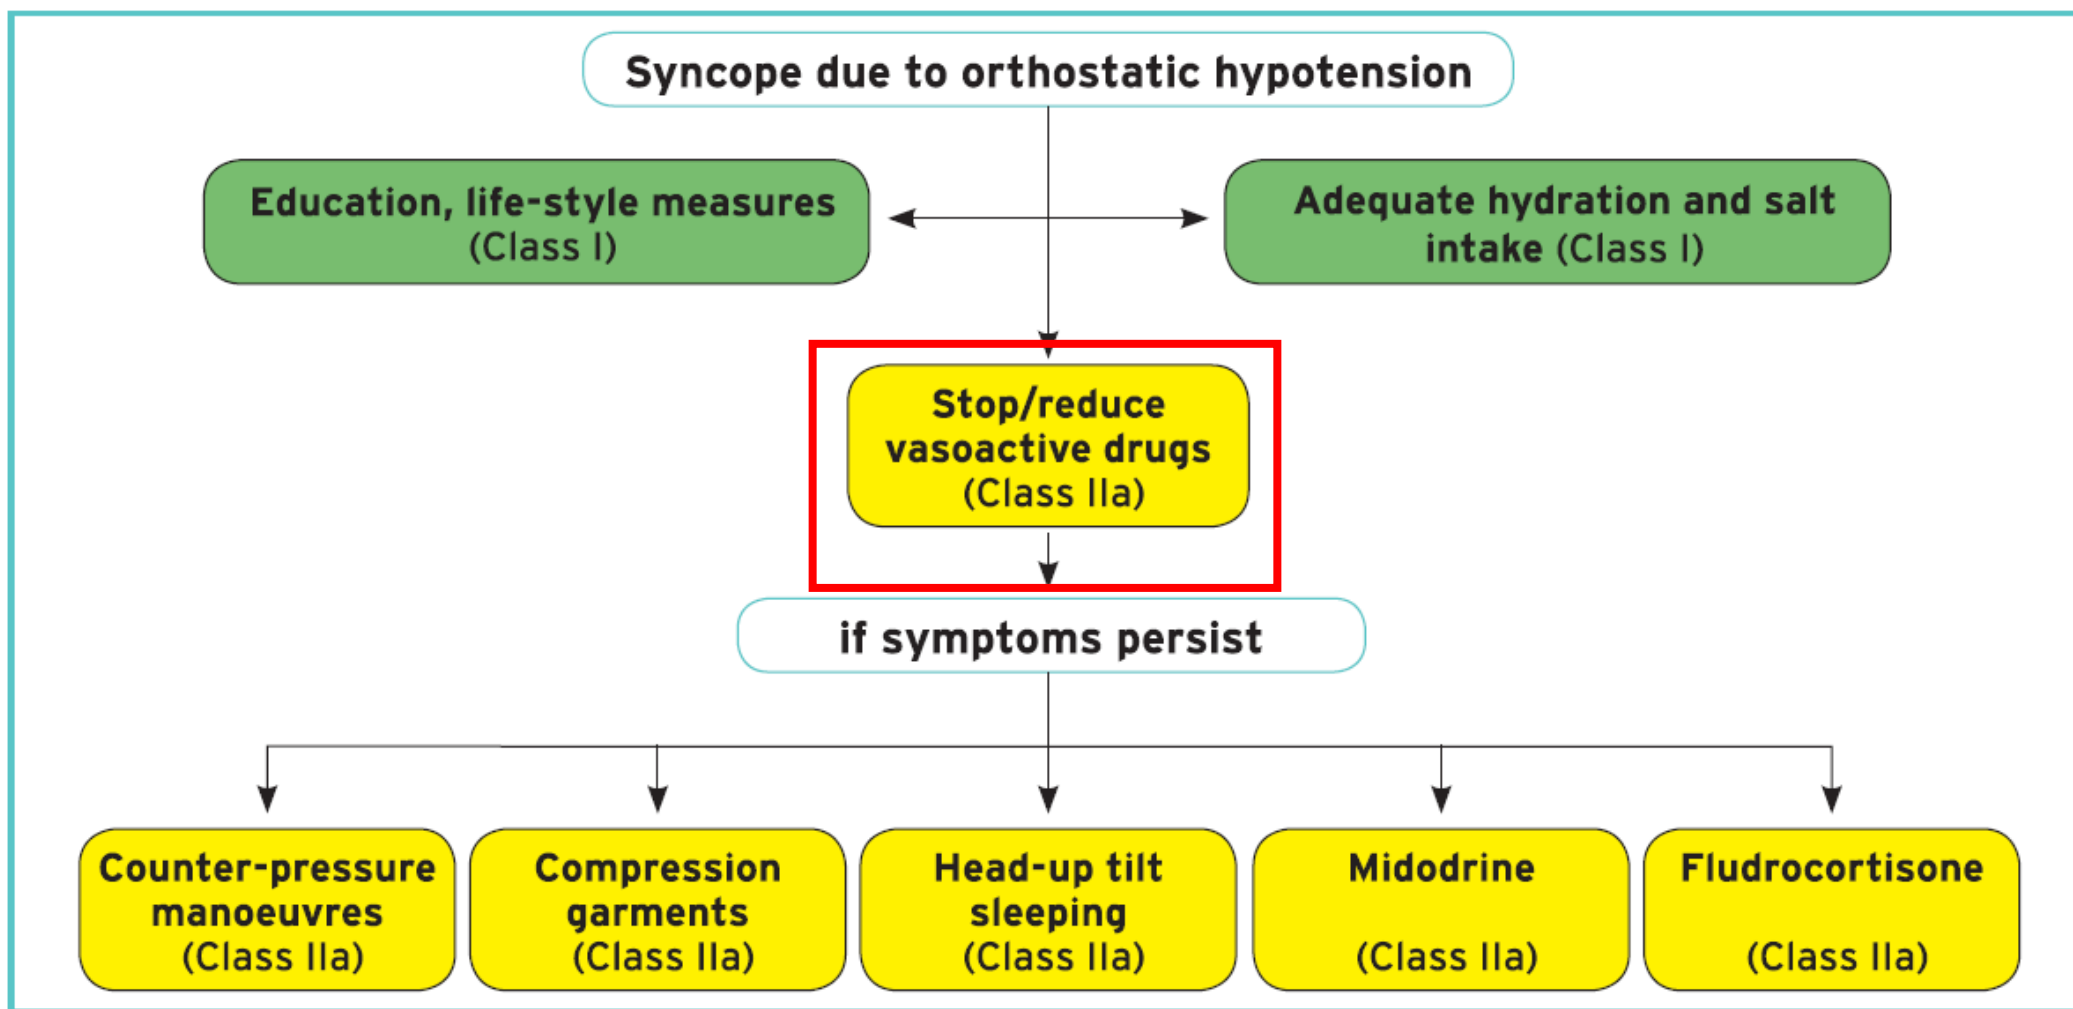 Syncope due to orthostatic hypotension
Education, life-style measures
(Class I)
Adequate hydration and salt
intake (Class I)
Stop/reduce
vasoactive drugs
(Class IIa)
if symptoms persist
Counter-pressure
manoeuvres
(Class IIa)
Compression
garments
(Class IIa)
Head-up tilt
sleeping
(Class IIa)
Midodrine
(Class IIa)
Fludrocortisone
(Class IIa)